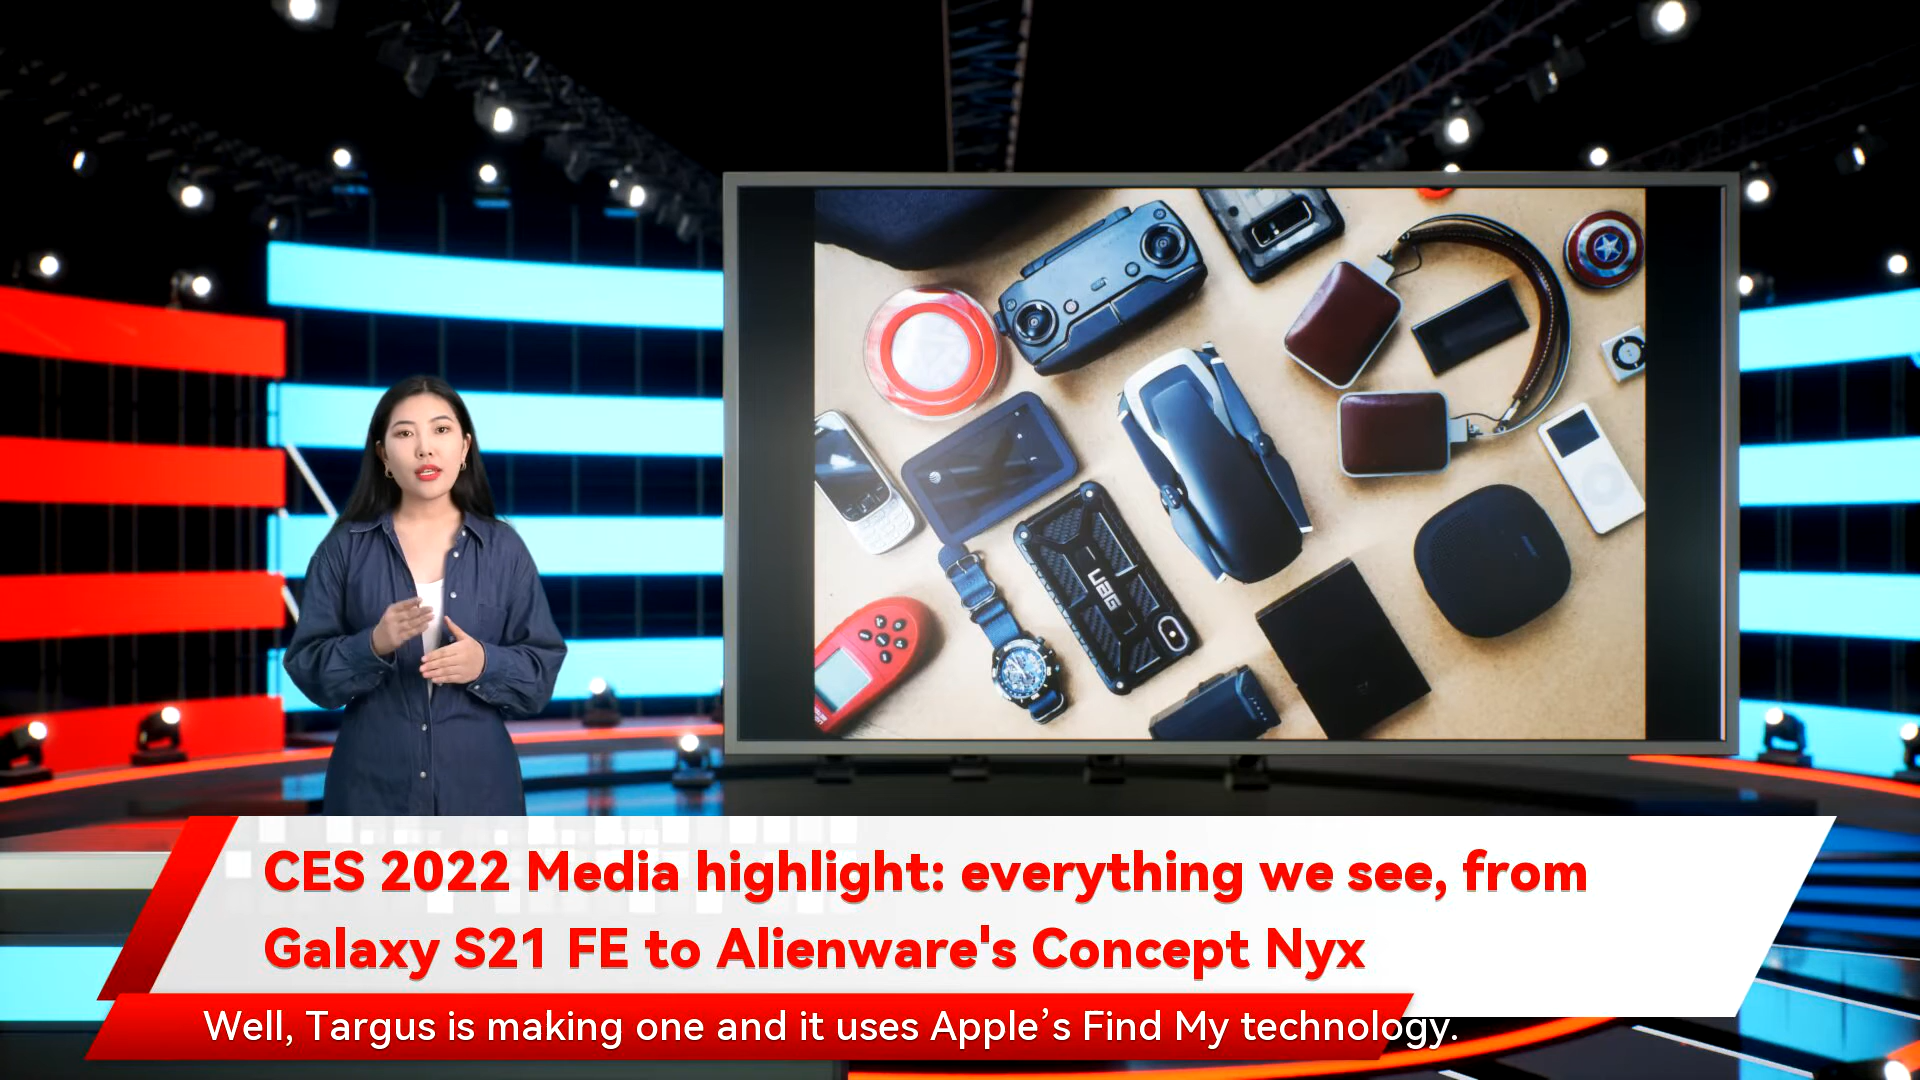 UAG
CES 2022 Media highlight: everything we see, from
Galaxy S21 FE to Alienware's Concept Nyx
Well, Targus is making one and it uses Apple’s Find My technology.